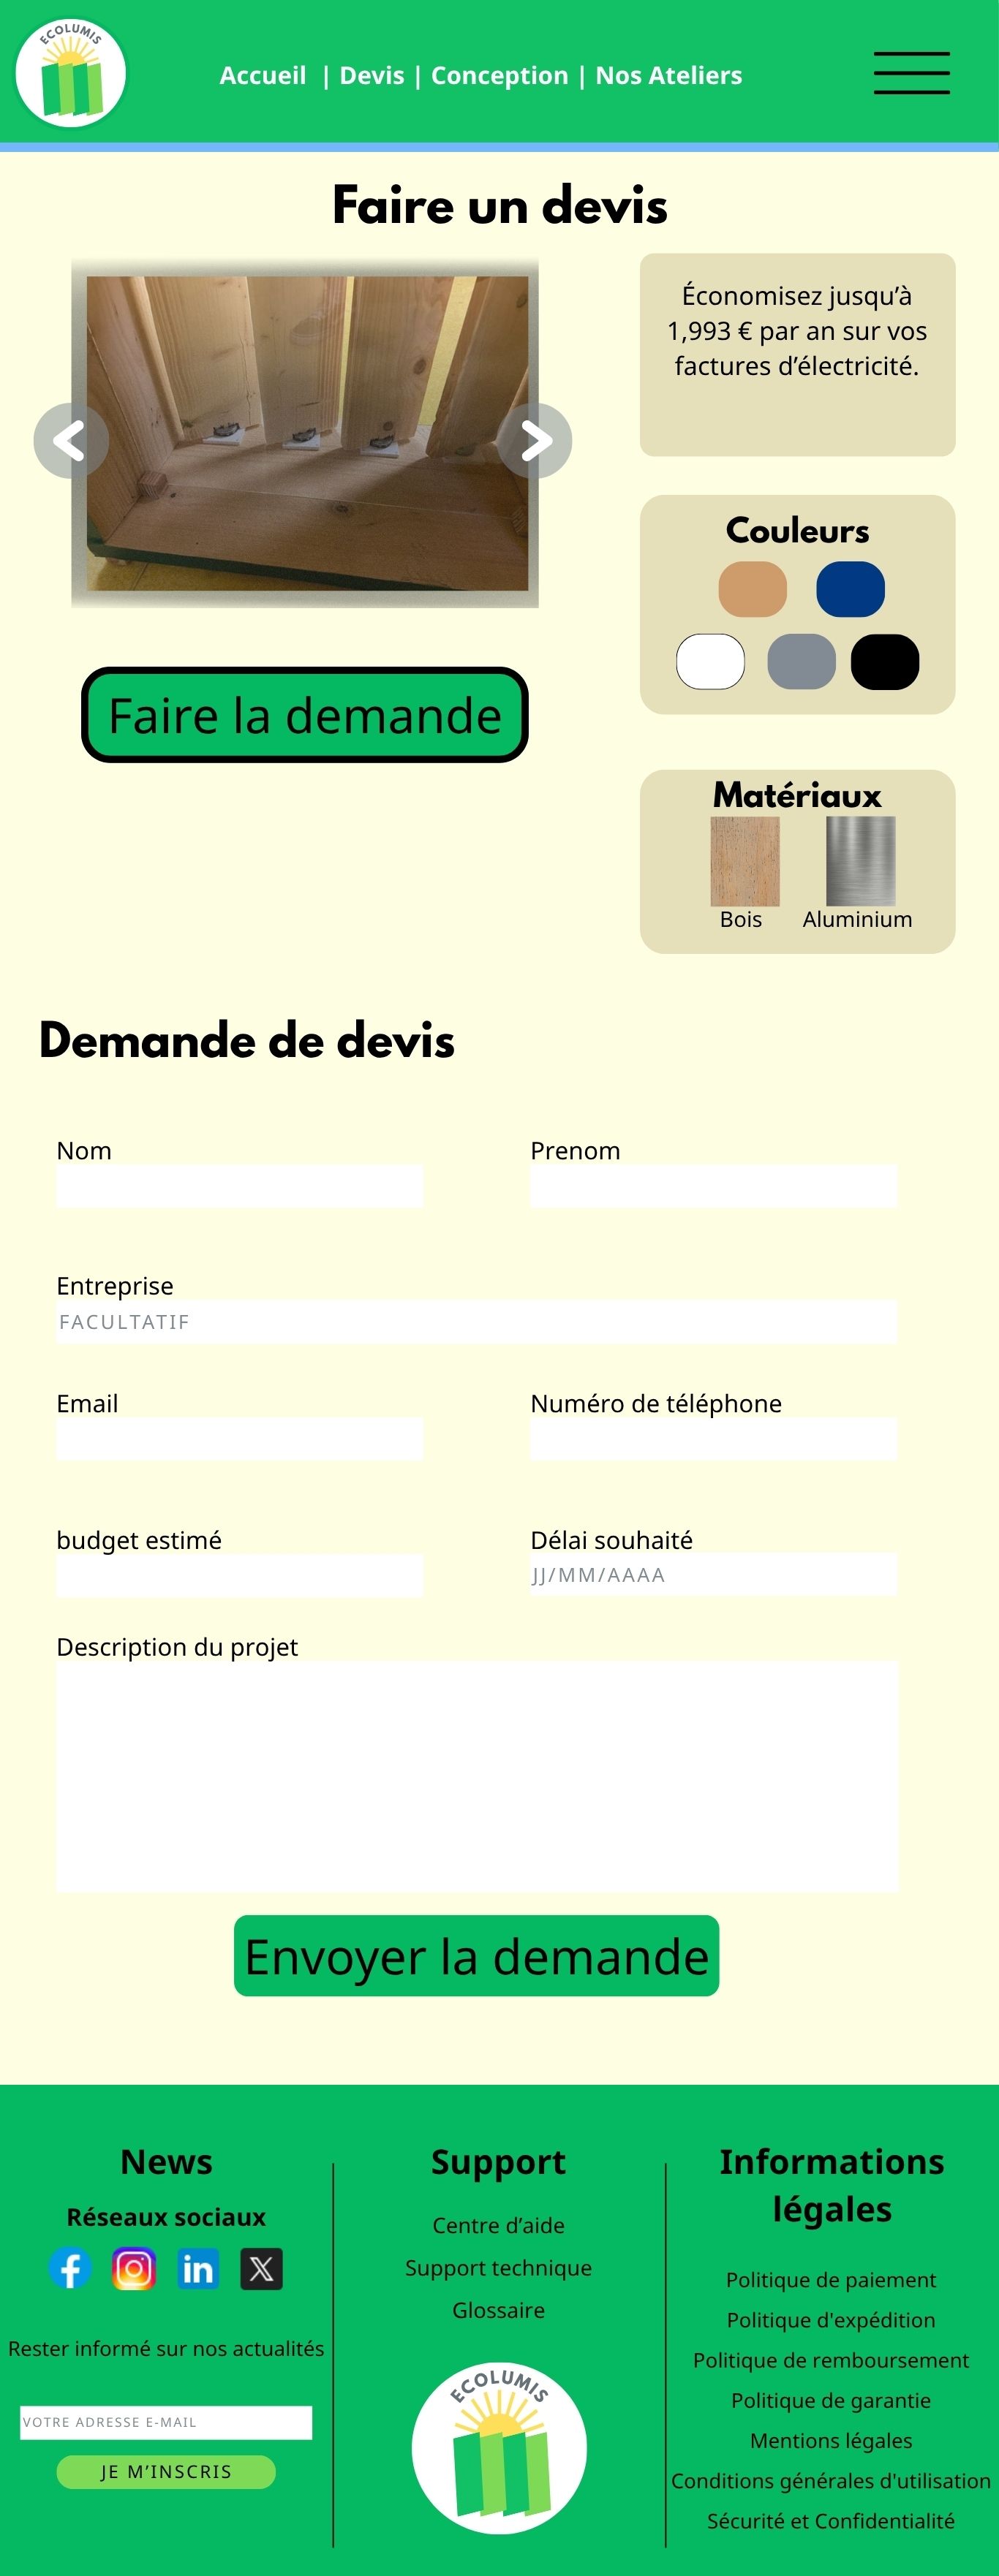 ECOLUMIS
Accueil | Devis | Conception | Nos Ateliers
Faire un devis
Économisez jusqu’à
1,993 € par an sur vos
factures d’électricité.
Couleurs
Faire la demande
Matériaux
Bois Aluminium
Demande de devis
Nom Prenom
Entreprise
FACULTATIF
Email Numéro de téléphone
budget estimé Délai souhaité
JJ/MM/AAAA
Description du projet
Envoyer la demande
News
Réseaux sociaux
Rester informé sur nos actualités
VOTRE ADRESSE E-MAIL
JE M’INSCRIS
Support
Centre d’aide
Support technique
Glossaire
ECOLUMIS
Informations
légales
Politique de paiement
Politique d'expédition
Politique de remboursement
Politique de garantie
Mentions légales
Conditions générales d'utilisation
Sécurité et Confidentialité